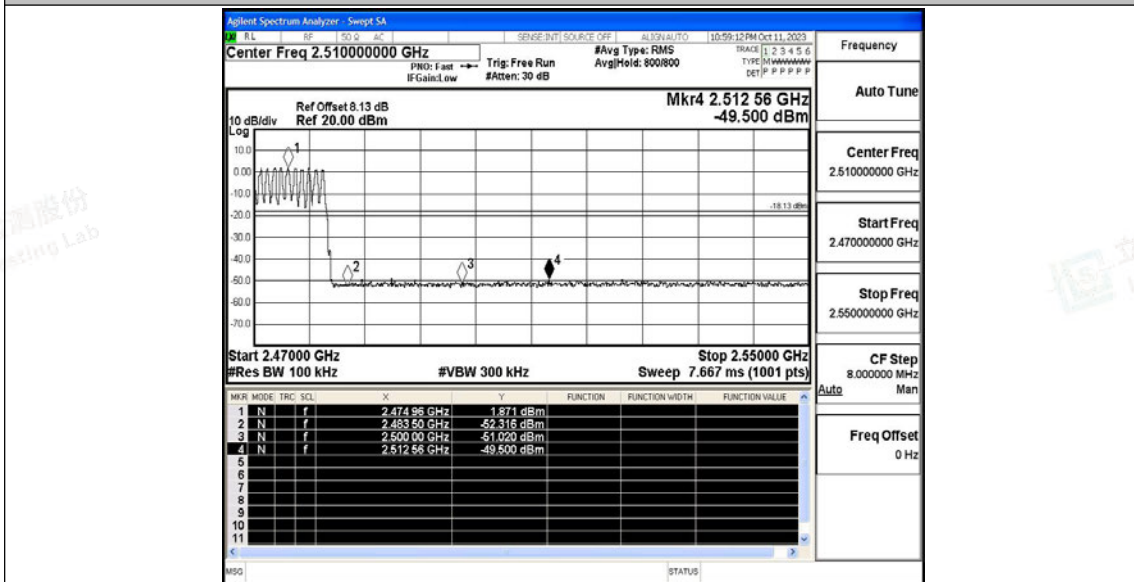 Agilent Spectrum Analyzer - Swept SA
RL RF 50 Ω AC SENSE:INT SOURCE OFF ALIGNAUTO 10:59:12PM Oct 11, 2023
Center Freq 2.510000000 GHz
PNO: Fast
IFGain:Low
Trig: Free Run
#Atten: 30 dB
#Avg Type: RMS
Avg|Hold: 800/800
TRACE 1 2 3 4 5 6
TYPE M W W W W W
DET P P P P P P
Mkr4 2.512 56 GHz
-49.500 dBm
Ref Offset 8.13 dB
10 dB/div Ref 20.00 dBm
Log
10.0
0.00
-10.0
-20.0
-30.0
-40.0
-50.0
-60.0
-70.0
1
2
3
4
-18.13 dBm
Start 2.47000 GHz Stop 2.55000 GHz
#Res BW 100 kHz #VBW 300 kHz Sweep 7.667 ms (1001 pts)
MKR MODE TRC SCL X Y FUNCTION FUNCTION WIDTH FUNCTION VALUE
1 N f 2.474 96 GHz 1.871 dBm
2 N f 2.483 50 GHz -52.316 dBm
3 N f 2.500 00 GHz -51.020 dBm
4 N f 2.512 56 GHz -49.500 dBm
5
6
7
8
9
10
11
MSG STATUS
Frequency
Auto Tune
Center Freq
2.510000000 GHz
Start Freq
2.470000000 GHz
Stop Freq
2.550000000 GHz
CF Step
8.000000 MHz
Auto Man
Freq Offset
0 Hz
股份
Lab